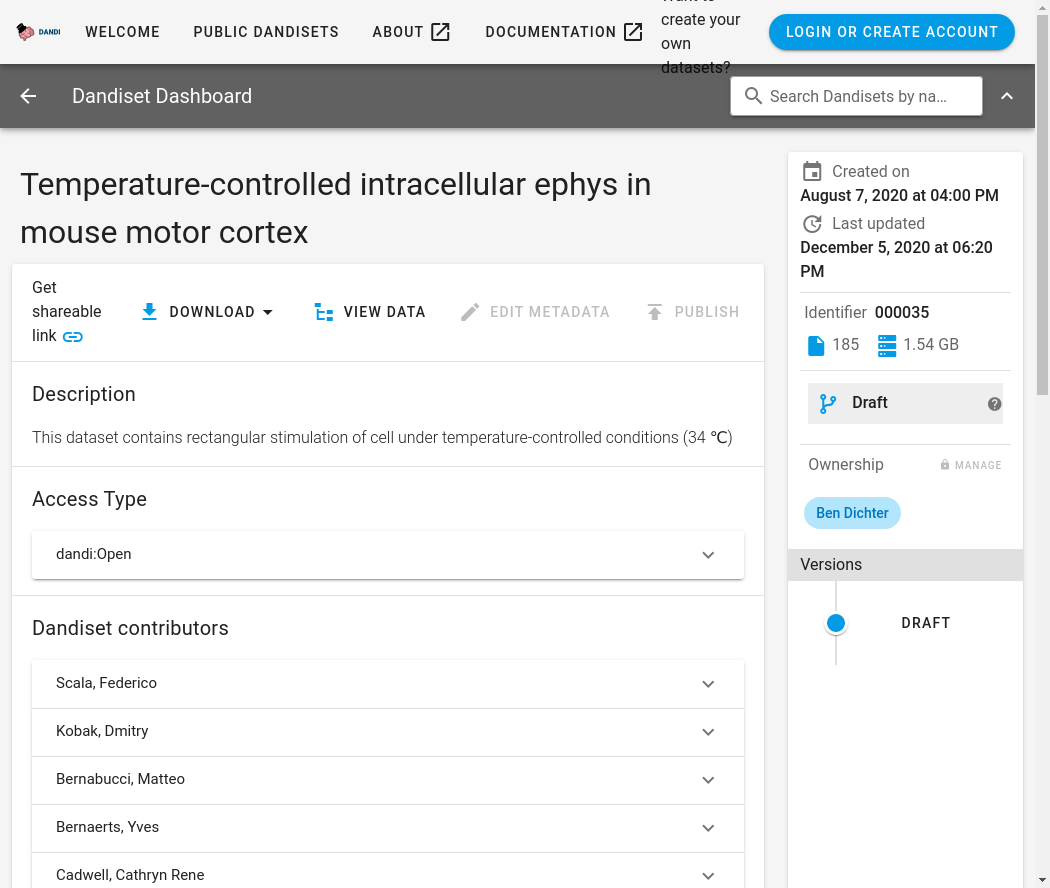 DANDI
WELCOME
PUBLIC DANDISETS
ABOUT
DOCUMENTATION
create your
own
datasets?
LOGIN OR CREATE ACCOUNT
Dandiset Dashboard
Search Dandisets by na…
Temperature-controlled intracellular ephys in
mouse motor cortex
Get
shareable
link
DOWNLOAD
VIEW DATA
EDIT METADATA
PUBLISH
Description
This dataset contains rectangular stimulation of cell under temperature-controlled conditions (34 ℃)
Access Type
dandi:Open
Dandiset contributors
Scala, Federico
Kobak, Dmitry
Bernabucci, Matteo
Bernaerts, Yves
Cadwell, Cathryn Rene
Created on
August 7, 2020 at 04:00 PM
Last updated
December 5, 2020 at 06:20
PM
Identifier 000035
185
1.54 GB
Draft
Ownership
MANAGE
Ben Dichter
Versions
DRAFT